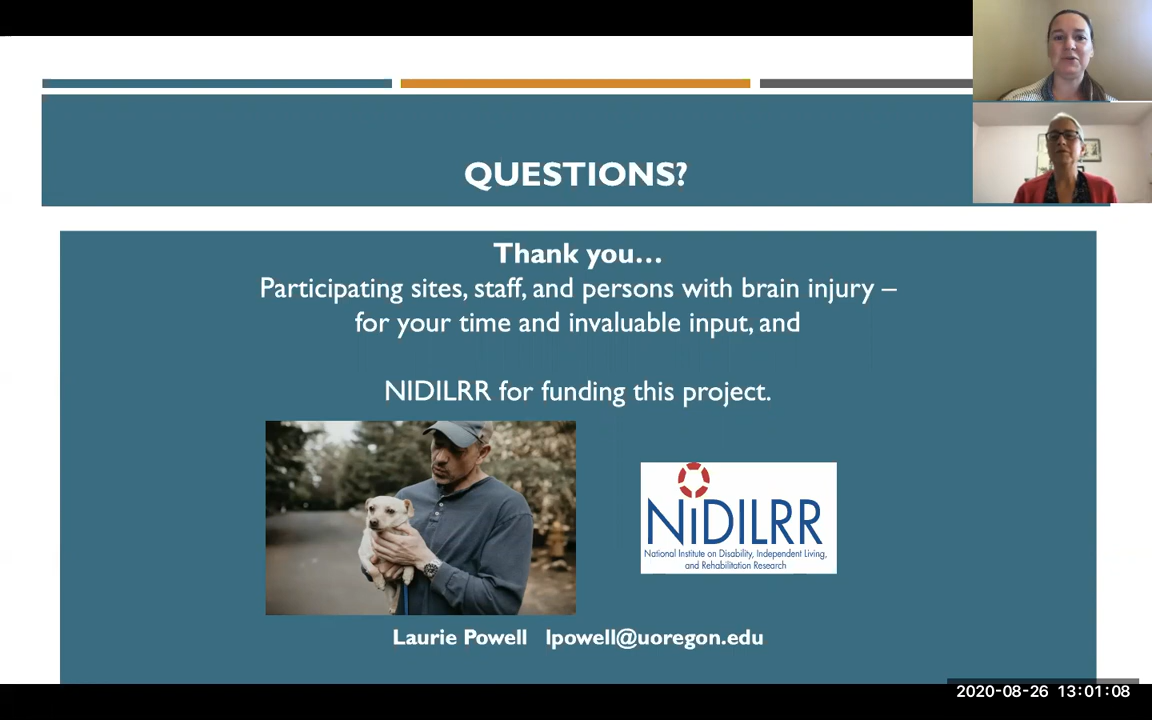 QUESTIONS?
Thank you...
Participating sites, staff, and persons with brain injury –
for your time and invaluable input, and
NIDILRR for funding this project.
NiDILRR
National Institute on Disability, Independent Living,
and Rehabilitation Research
Laurie Powell lpowell@uoregon.edu
2020-08-26 13:01:08